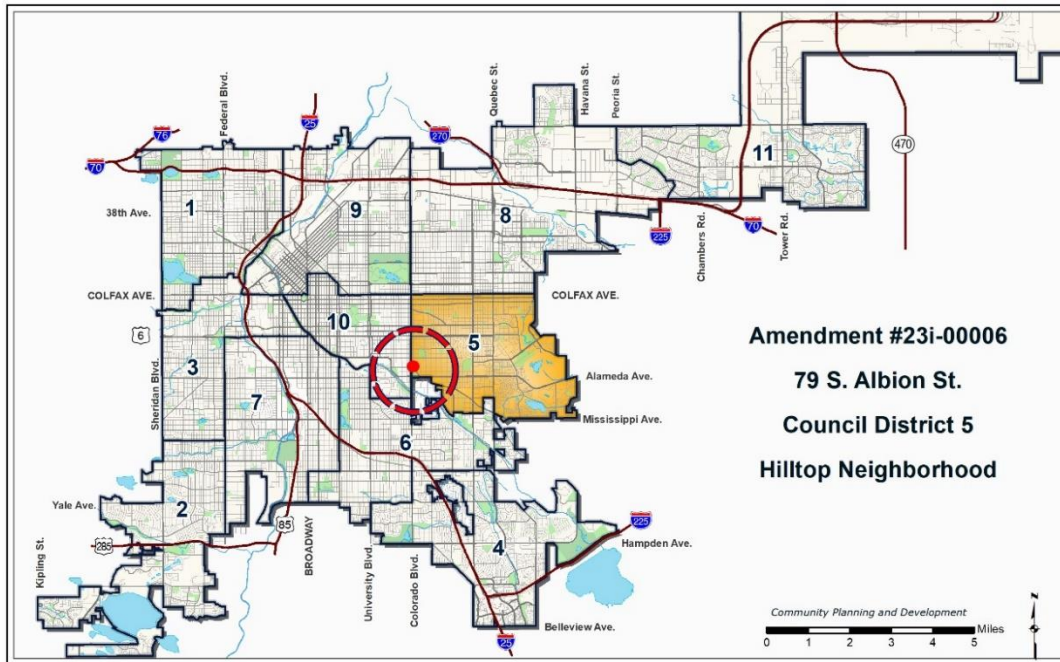 Federal Blvd.
Quebec St.
Havana St.
Peoria St.
76
25
270
70
11
470
1
9
8
38th Ave.
225
70
Chambers Rd.
Tower Rd.
COLFAX AVE.
COLFAX AVE.
6
10
5
Sheridan Blvd.
3
7
Alameda Ave.
Mississippi Ave.
6
Amendment #23i-00006
79 S. Albion St.
Council District 5
Hilltop Neighborhood
Yale Ave.
2
85
285
BROADWAY
University Blvd.
Colorado Blvd.
4
225
Hampden Ave.
Kipling St.
25
Belleview Ave.
Community Planning and Development
0 1 2 3 4 5 Miles
N